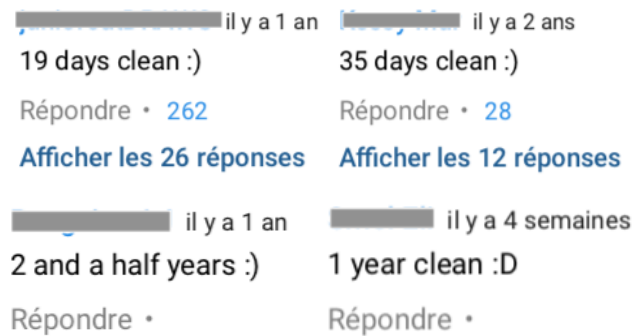 il y a 1 an
19 days clean :)
Répondre • 262
Afficher les 26 réponses
il y a 2 ans
35 days clean :)
Répondre • 28
Afficher les 12 réponses
il y a 1 an
2 and a half years :)
Répondre •
il y a 4 semaines
1 year clean :D
Répondre •